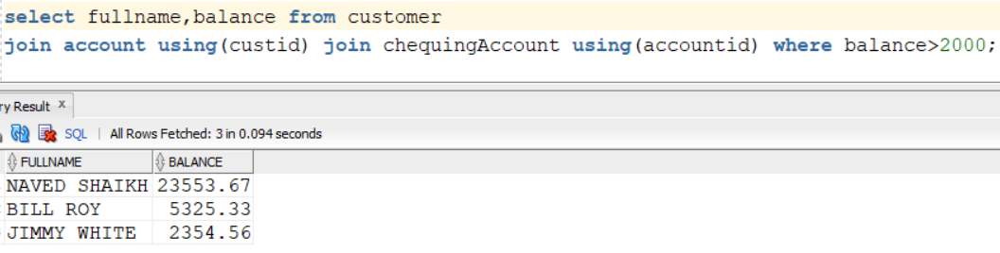 select fullname,balance from customer
join account using(custid) join chequingAccount using(accountid) where balance>2000;
ry Result x
SQL | All Rows Fetched: 3 in 0.094 seconds
FULLNAME BALANCE
NAVED SHAIKH 23553.67
BILL ROY 5325.33
JIMMY WHITE 2354.56